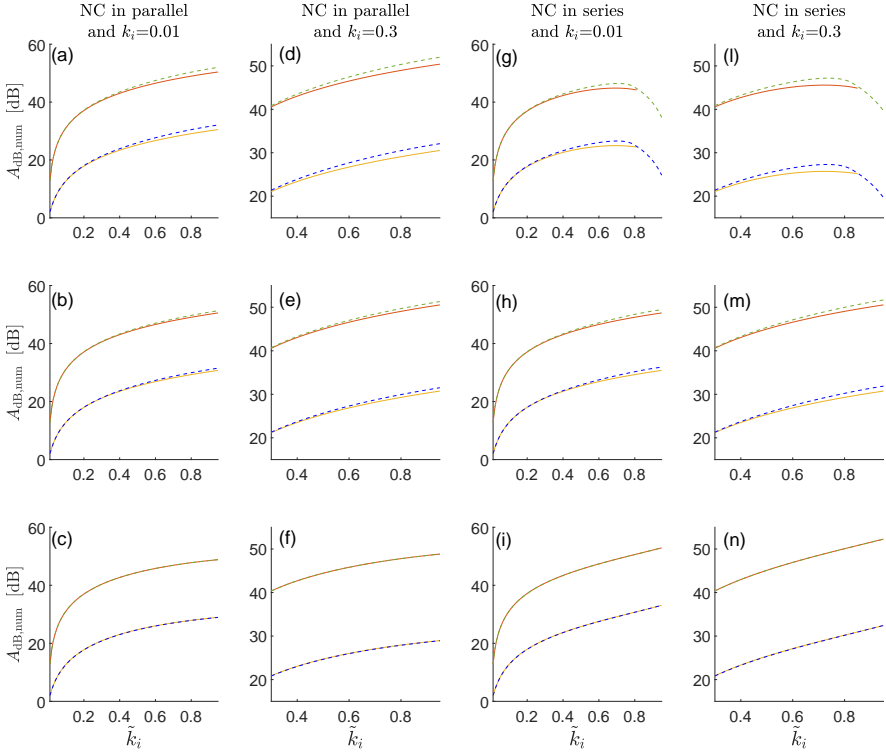 NC in parallel
and k_i=0.01
NC in parallel
and k_i=0.3
NC in series
and k_i=0.01
NC in series
and k_i=0.3
A_dB,num [dB]
60
40
20
0
(a)
0.2 0.4 0.6 0.8
50
40
30
20
(d)
0.4 0.6 0.8
60
40
20
0
(g)
0.2 0.4 0.6 0.8
50
40
30
20
(l)
0.4 0.6 0.8
A_dB,num [dB]
60
40
20
0
(b)
0.2 0.4 0.6 0.8
50
40
30
20
(e)
0.4 0.6 0.8
60
40
20
0
(h)
0.2 0.4 0.6 0.8
50
40
30
20
(m)
0.4 0.6 0.8
A_dB,num [dB]
60
40
20
0
(c)
0.2 0.4 0.6 0.8
k̃_i
50
40
30
20
(f)
0.4 0.6 0.8
k̃_i
60
40
20
0
(i)
0.2 0.4 0.6 0.8
k̃_i
50
40
30
20
(n)
0.4 0.6 0.8
k̃_i